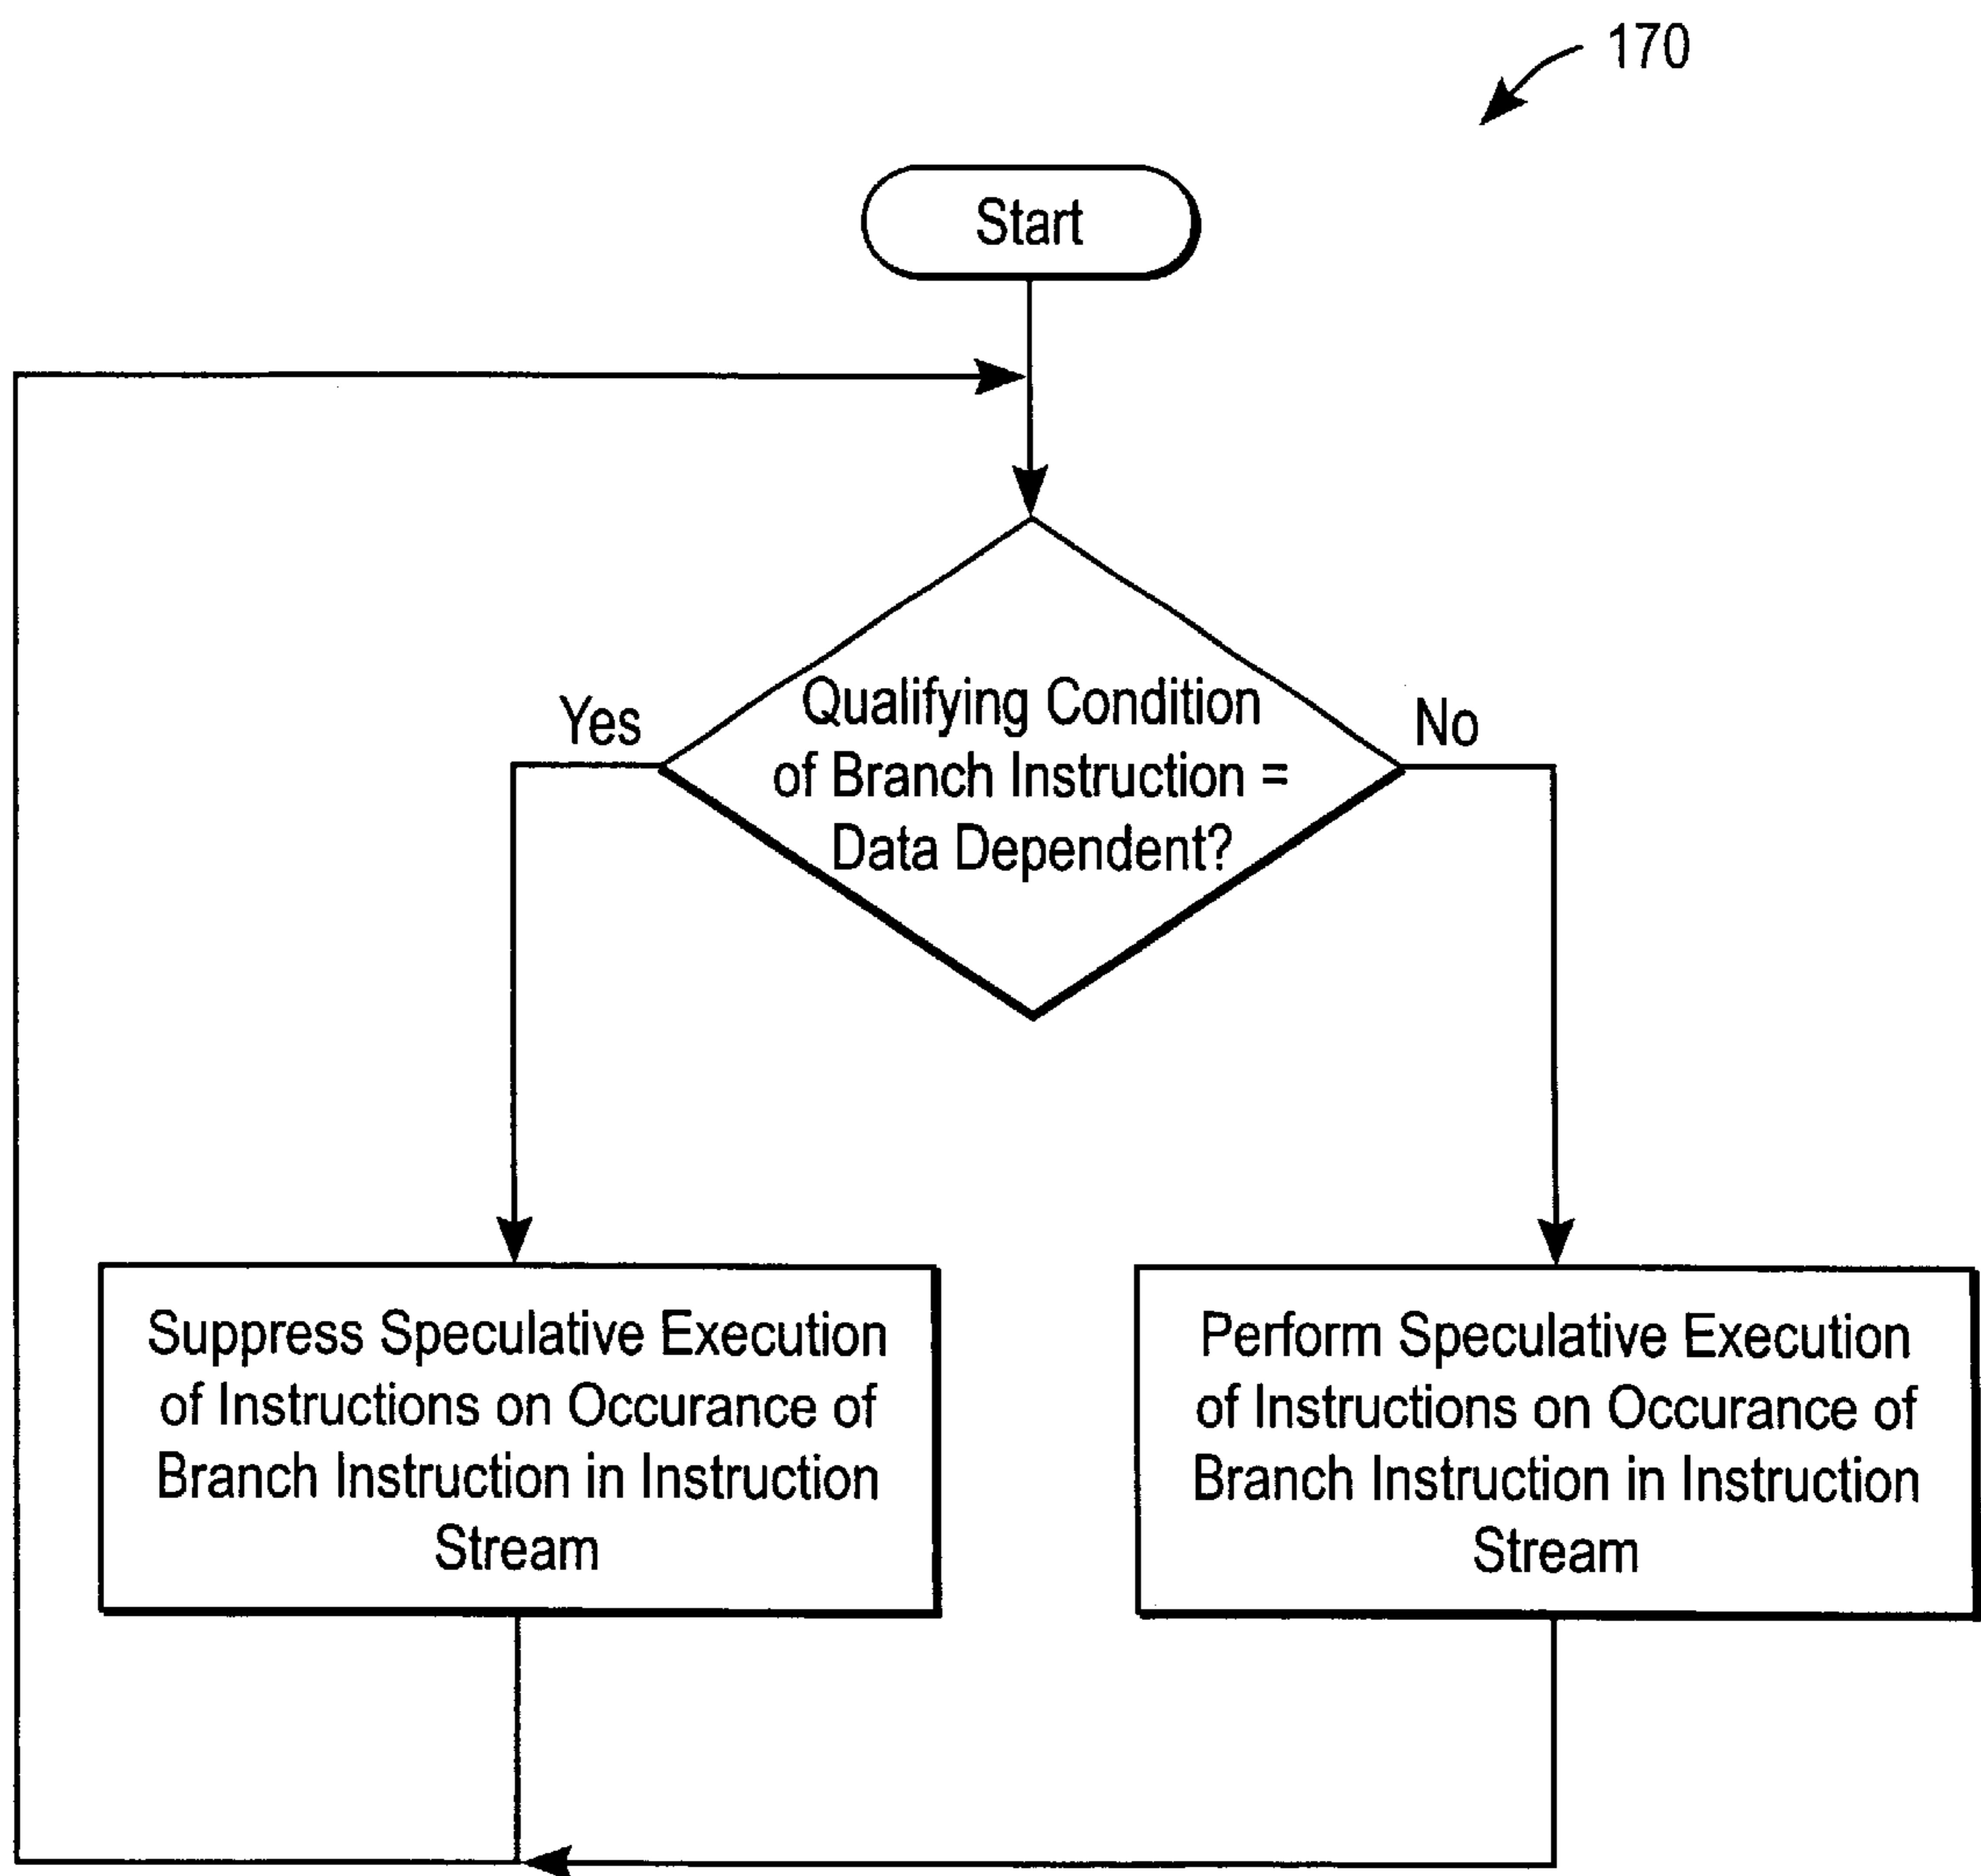 170
Start
Yes
Qualifying Condition
of Branch Instruction =
Data Dependent?
No
Suppress Speculative Execution
of Instructions on Occurance of
Branch Instruction in Instruction
Stream
Perform Speculative Execution
of Instructions on Occurance of
Branch Instruction in Instruction
Stream